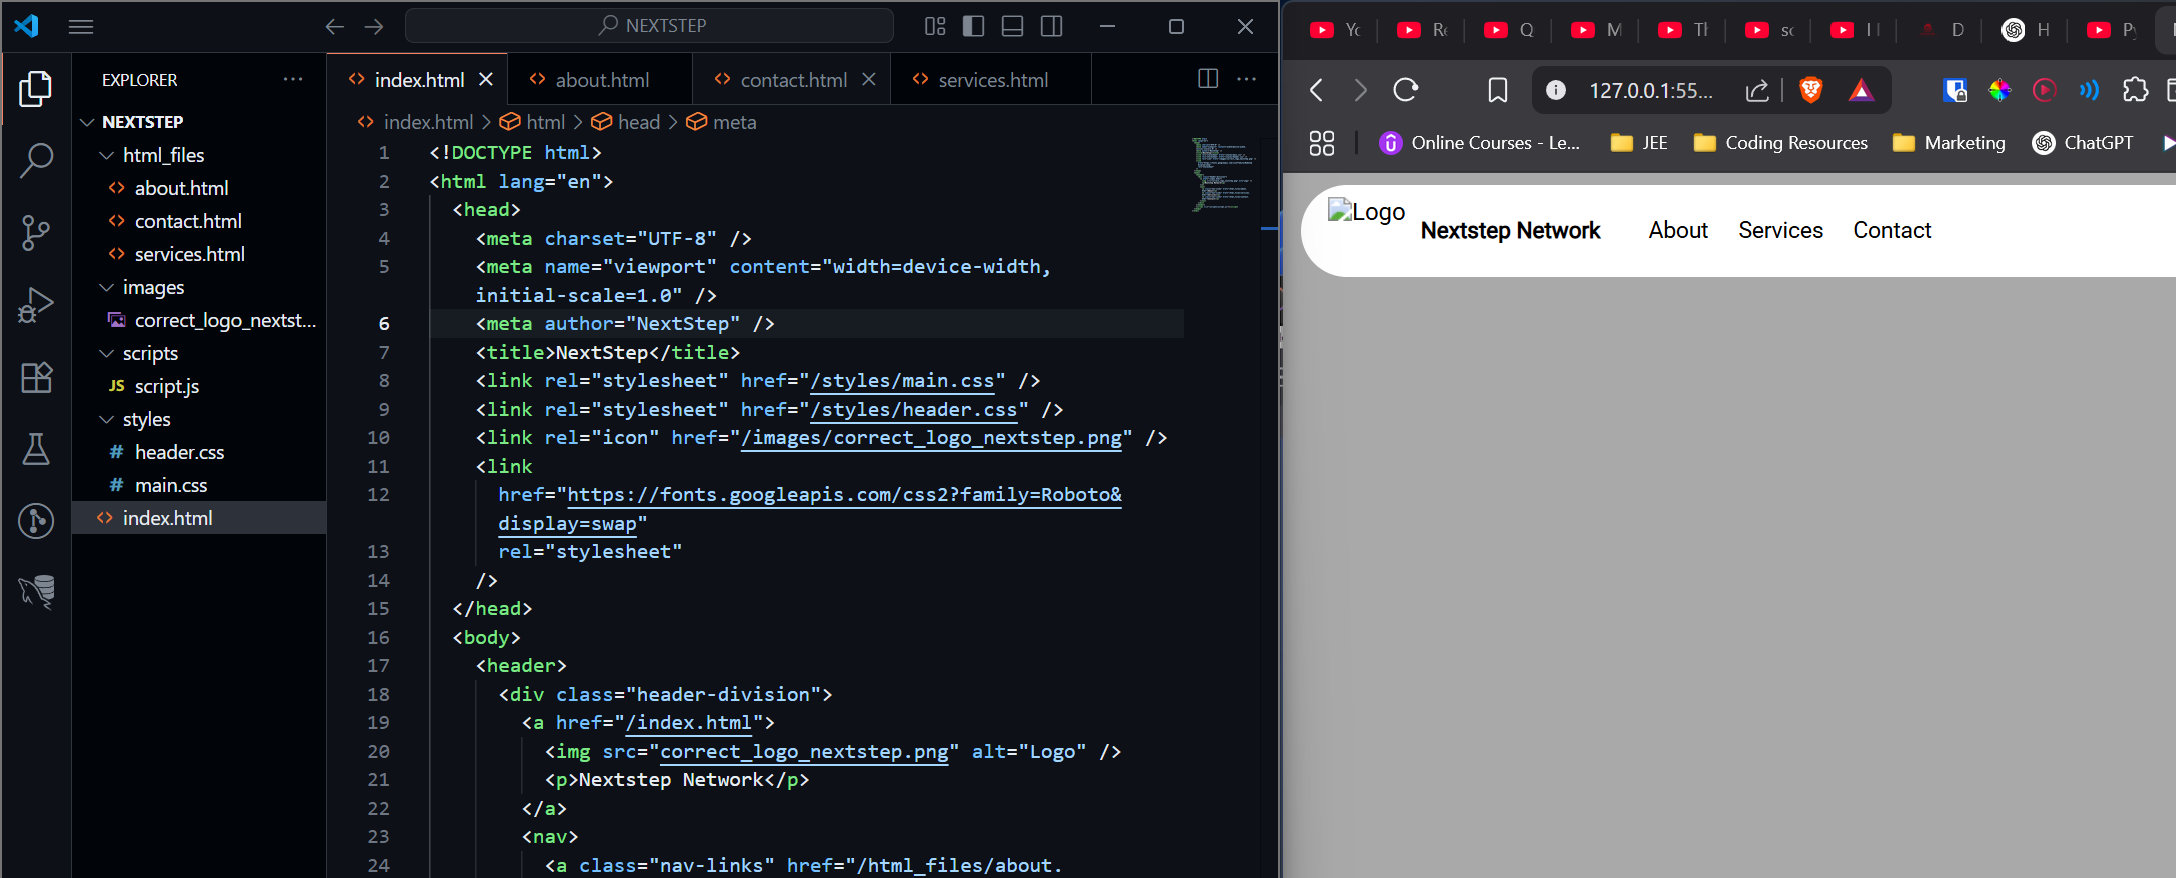 NEXTSTEP
EXPLORER
NEXTSTEP
html_files
about.html
contact.html
services.html
images
correct_logo_nextst...
scripts
JS script.js
styles
# header.css
# main.css
index.html
index.html about.html contact.html services.html
index.html > html > head > meta
1 <!DOCTYPE html>
2 <html lang="en">
3 <head>
4 <meta charset="UTF-8" />
5 <meta name="viewport" content="width=device-width,
initial-scale=1.0" />
6 <meta author="NextStep" />
7 <title>NextStep</title>
8 <link rel="stylesheet" href="/styles/main.css" />
9 <link rel="stylesheet" href="/styles/header.css" />
10 <link rel="icon" href="/images/correct_logo_nextstep.png" />
11 <link
12 href="https://fonts.googleapis.com/css2?family=Roboto&
display=swap"
13 rel="stylesheet"
14 />
15 </head>
16 <body>
17 <header>
18 <div class="header-division">
19 <a href="/index.html">
20 <img src="correct_logo_nextstep.png" alt="Logo" />
21 <p>Nextstep Network</p>
22 </a>
23 <nav>
24 <a class="nav-links" href="/html_files/about.
127.0.0.1:55...
Online Courses - Le... JEE Coding Resources Marketing ChatGPT
Logo Nextstep Network About Services Contact